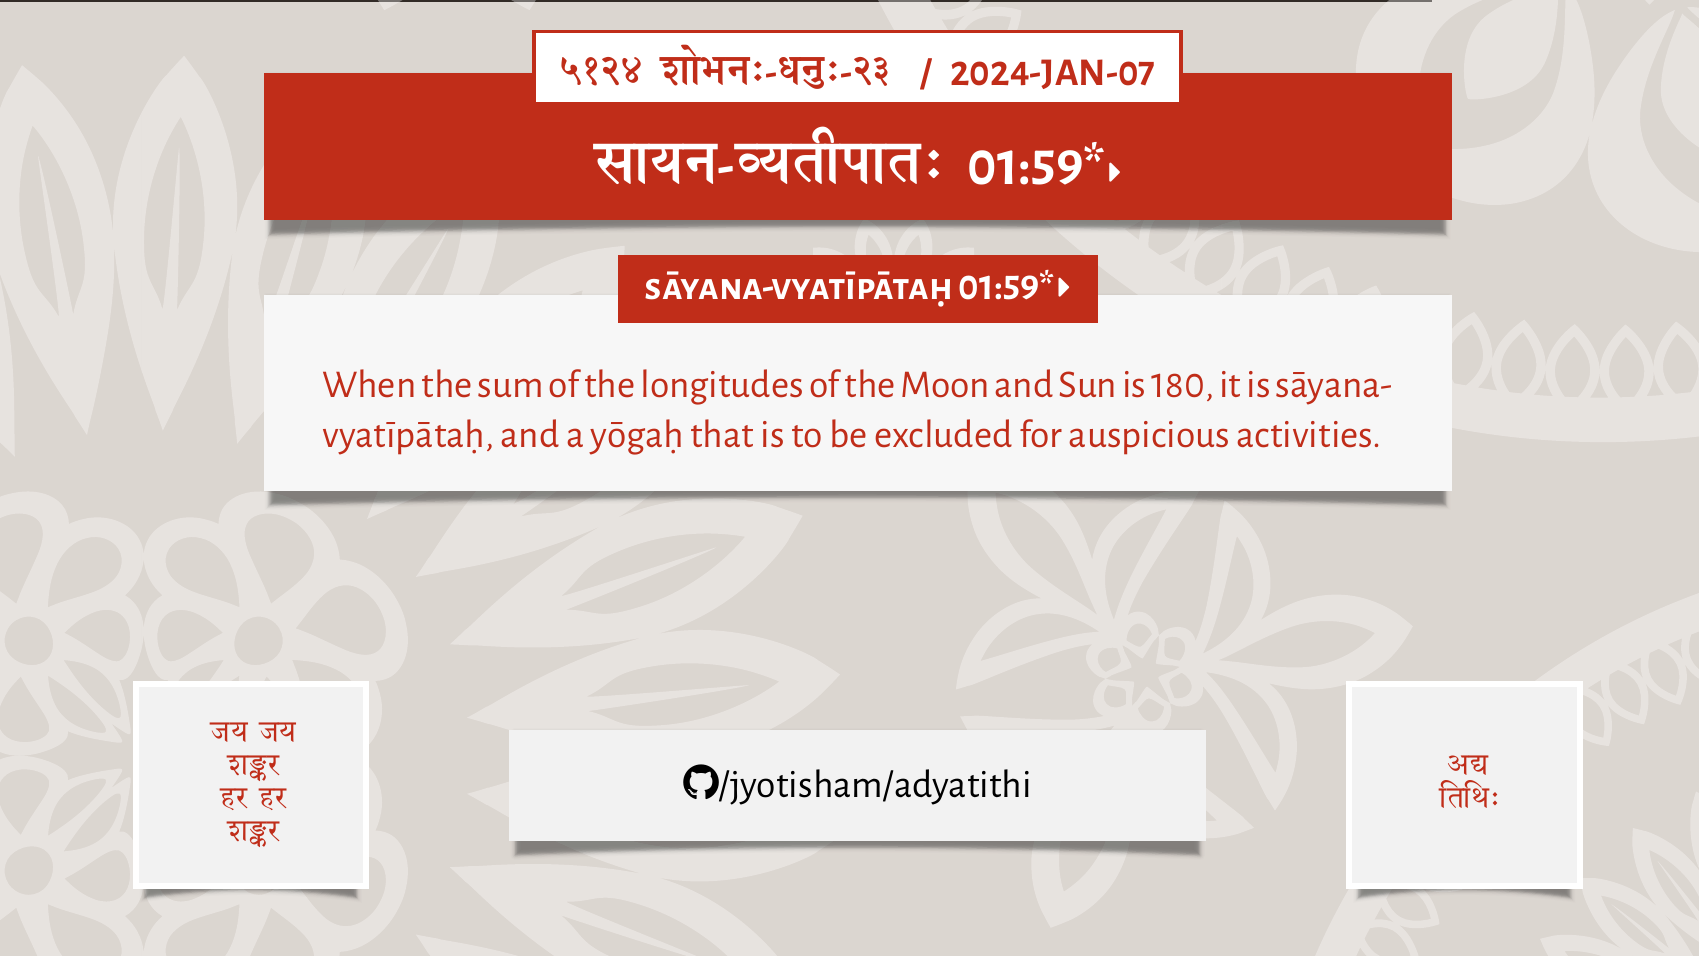 ५१२४ शोभनः-धनुः-२३ / 2024-JAN-07
सायन-व्यतीपातः 01:59*▸
SĀYANA-VYATĪPĀTAḤ 01:59*▸
When the sum of the longitudes of the Moon and Sun is 180, it is sāyana-
vyatīpātaḥ, and a yōgaḥ that is to be excluded for auspicious activities.
जय जय
शङ्कर
हर हर
शङ्कर
/jyotisham/adyatithi
अद्य
तिथिः